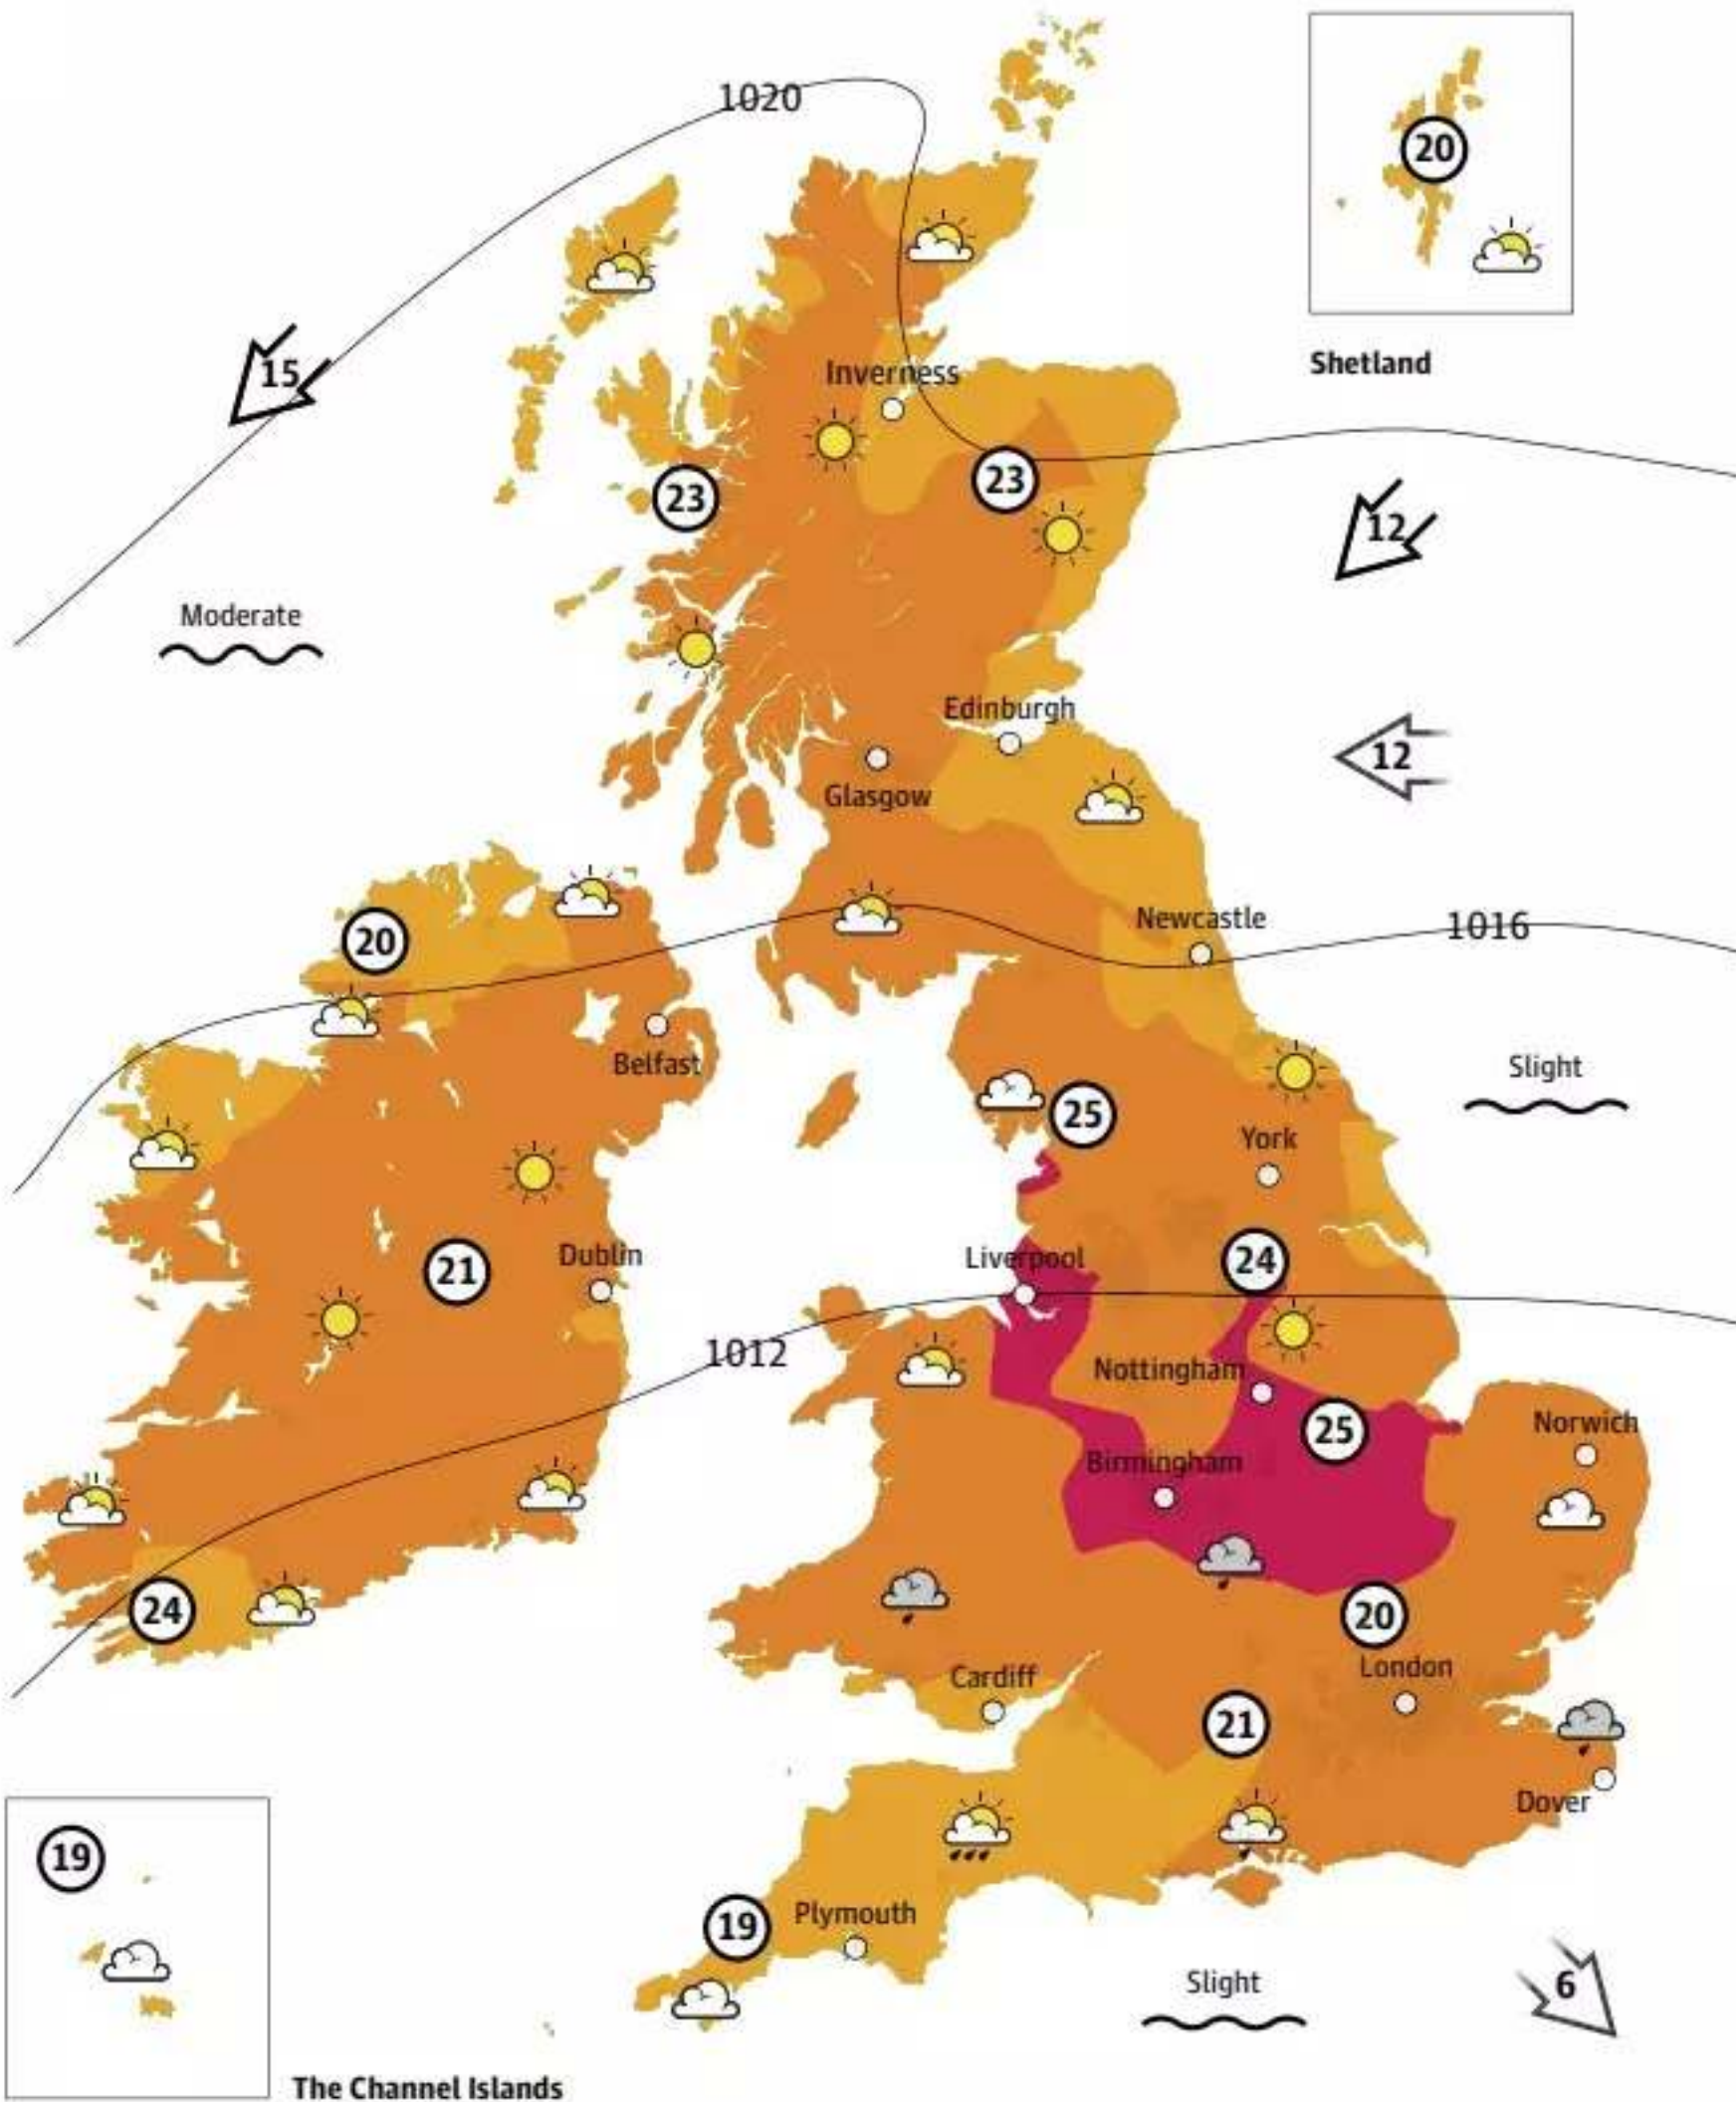 1020
20
Shetland
15
Inverness
23
23
12
Moderate
Edinburgh
12
Glasgow
20
Newcastle
1016
Belfast
25
Slight
York
21
Dublin
Liverpool
24
1012
Nottingham
25
Norwich
Birmingham
24
20
Cardiff
London
21
Dover
19
19
Plymouth
Slight
6
The Channel Islands